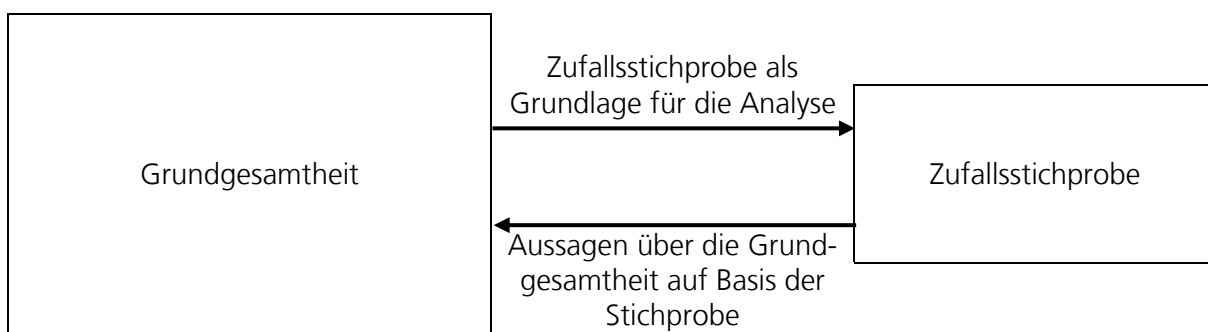 Grundgesamtheit
Zufallsstichprobe als
Grundlage für die Analyse
Aussagen über die Grund-
gesamtheit auf Basis der
Stichprobe
Zufallsstichprobe